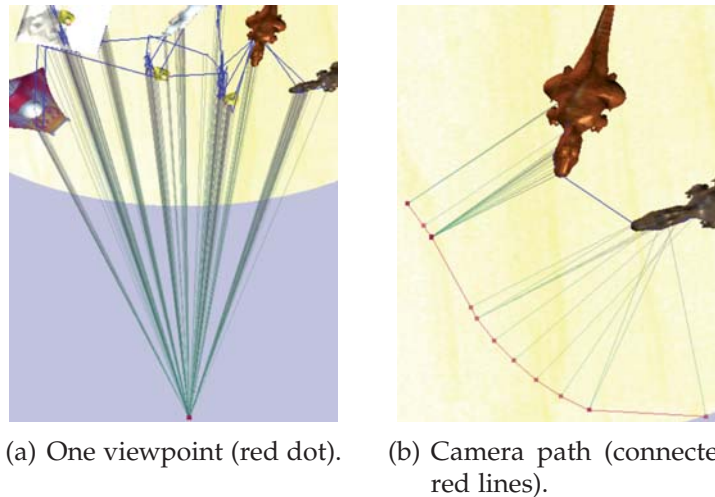 (a) One viewpoint (red dot).
(b) Camera path (connecte
red lines).